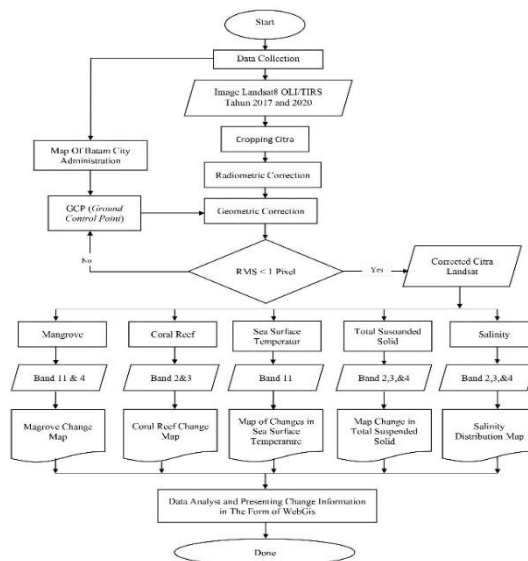 Start
Data Collection
Image Landsat8 OLI/TIRS
Tahun 2017 and 2020
Cropping Citra
Map Of Batam City
Administration
Radiometric Correction
GCP (Ground
Control Point)
Geometric Correction
No
RMS < 1 Pixel
Yes
Corrected Citra
Landsat
Mangrove
Coral Reef
Sea Surface
Temperatur
Total Susoanded
Solid
Salinity
Band 11 & 4
Band 2&3
Band 11
Band 2,3,&4
Band 2,3,&4
Magrove Change
Map
Coral Reef Change
Map
Map of Changes in
Sea Surface
Temperature
Map Change in
Total Suspended
Solid
Salinity
Distribution Map
Data Analyst and Presenting Change Information
in The Form of WebGis
Done